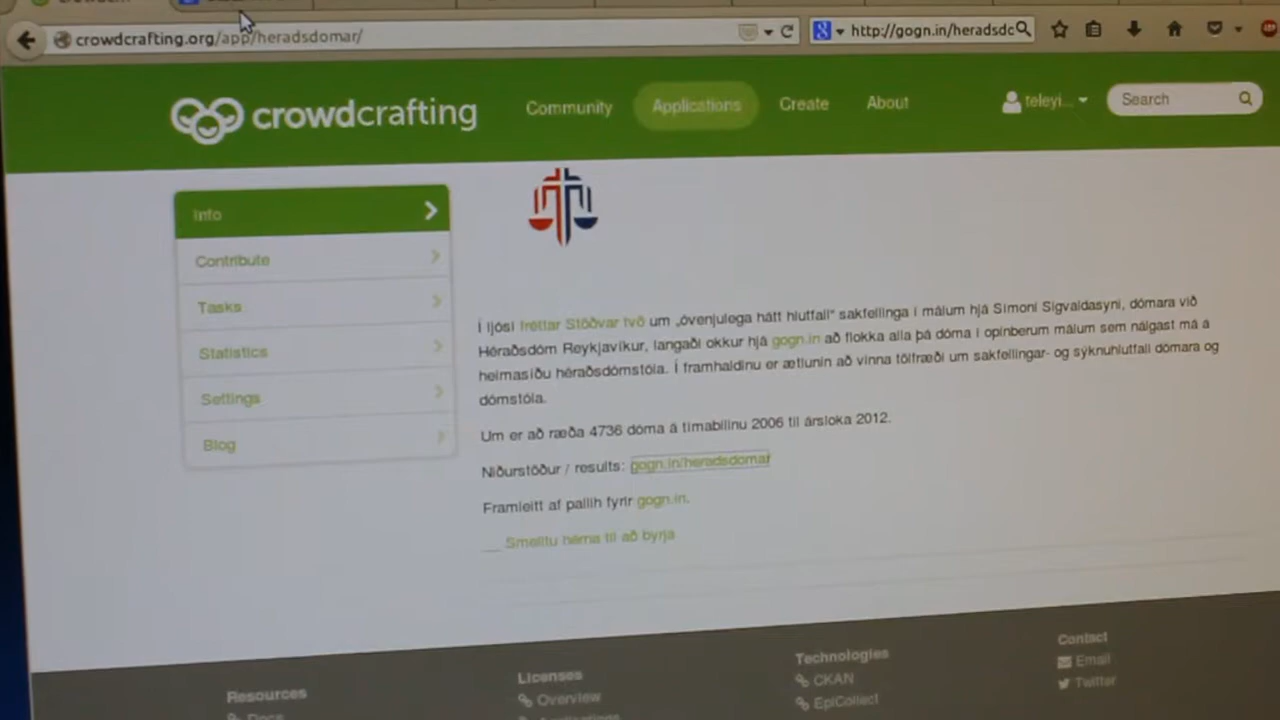 crowdcrafting.org/app/heradsdomar/
http://gogn.in/heradsdc
crowdcrafting
Community
Applications
Create
About
teleyi...
Search
Info
Contribute
Tasks
Statistics
Settings
Blog
Í ljósi fréttar Stöðvar tvö um „óvenjulega hátt hlutfall“ sakfellinga í málum hjá Símoni Sigvaldasyni, dómara við
Héraðsdóm Reykjavíkur, langaði okkur hjá gogn.in að flokka alla þá dóma í opinberum málum sem nálgast má á
heimasíðu héraðsdómstóla. Í framhaldinu er ætlunin að vinna tölfræði um sakfellingar- og sýknuhlutfall dómara og
dómstóla.
Um er að ræða 4736 dóma á tímabilinu 2006 til ársloka 2012.
Niðurstöður / results: gogn.in/heradsdomar
Framleitt af pallih fyrir gogn.in.
Smelltu hérna til að byrja
Resources
Docs
Licenses
Overview
Applications
Technologies
CKAN
EpiCollect
Contact
Email
Twitter